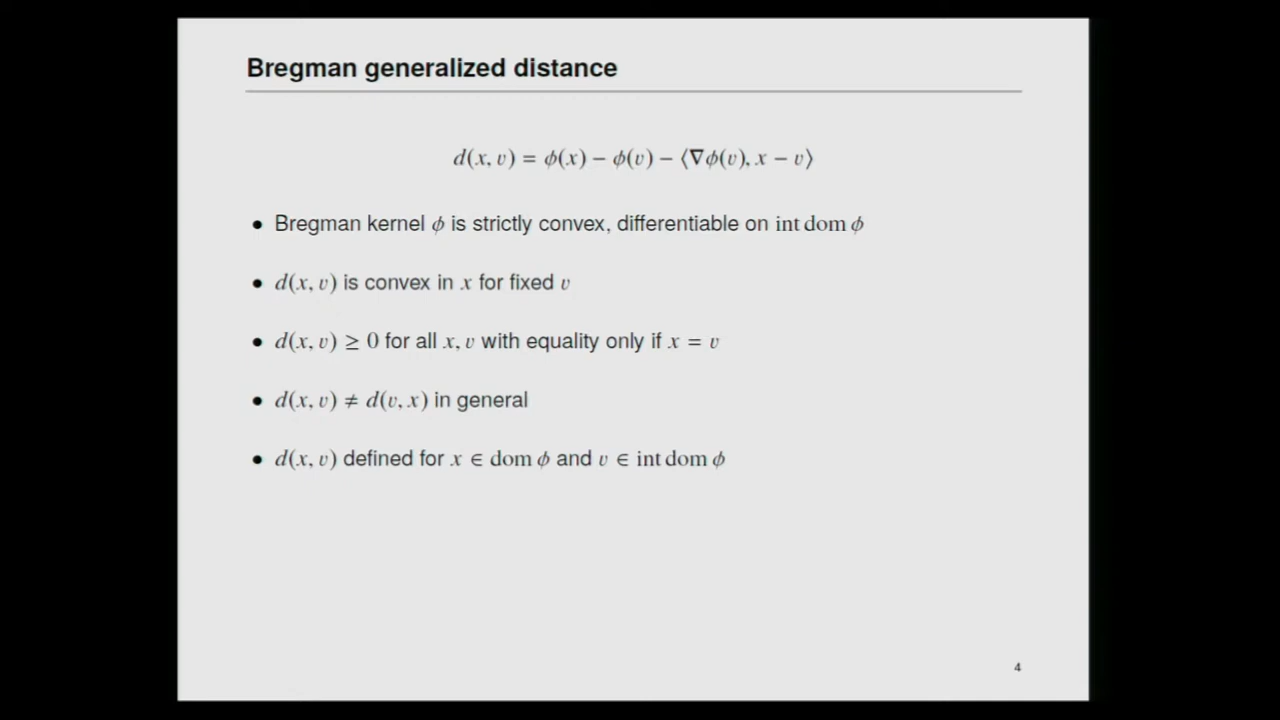 Bregman generalized distance
d(x, v) = ϕ(x) − ϕ(v) − ⟨∇ϕ(v), x − v⟩
• Bregman kernel ϕ is strictly convex, differentiable on int dom ϕ
• d(x, v) is convex in x for fixed v
• d(x, v) ≥ 0 for all x, v with equality only if x = v
• d(x, v) ≠ d(v, x) in general
• d(x, v) defined for x ∈ dom ϕ and v ∈ int dom ϕ
4